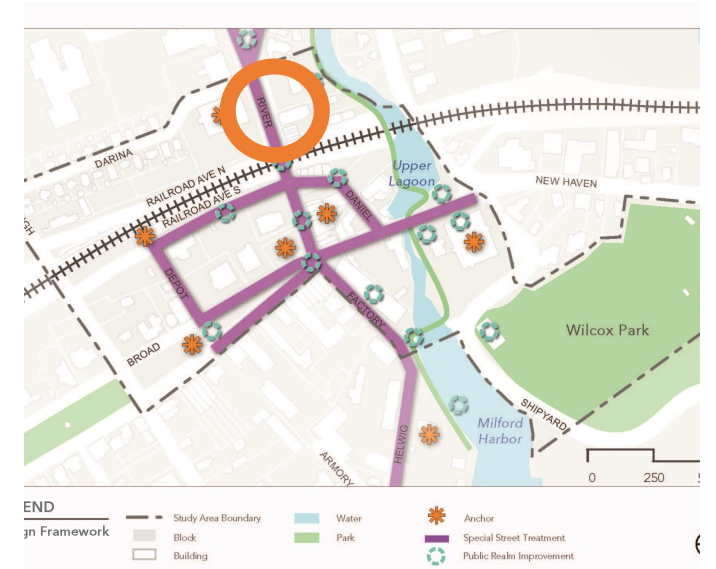 RIVER
DARINA
RAILROAD AVE N
RAILROAD AVE S
Upper
Lagoon
NEW HAVEN
DANIEL
GH
DEPOT
FACTORY
Wilcox Park
BROAD
SHIPYARD
Milford
Harbor
HELWIG
ARMORY
0 250 5
END
gn Framework
Study Area Boundary
Block
Building
Water
Park
Anchor
Special Street Treatment
Public Realm Improvement